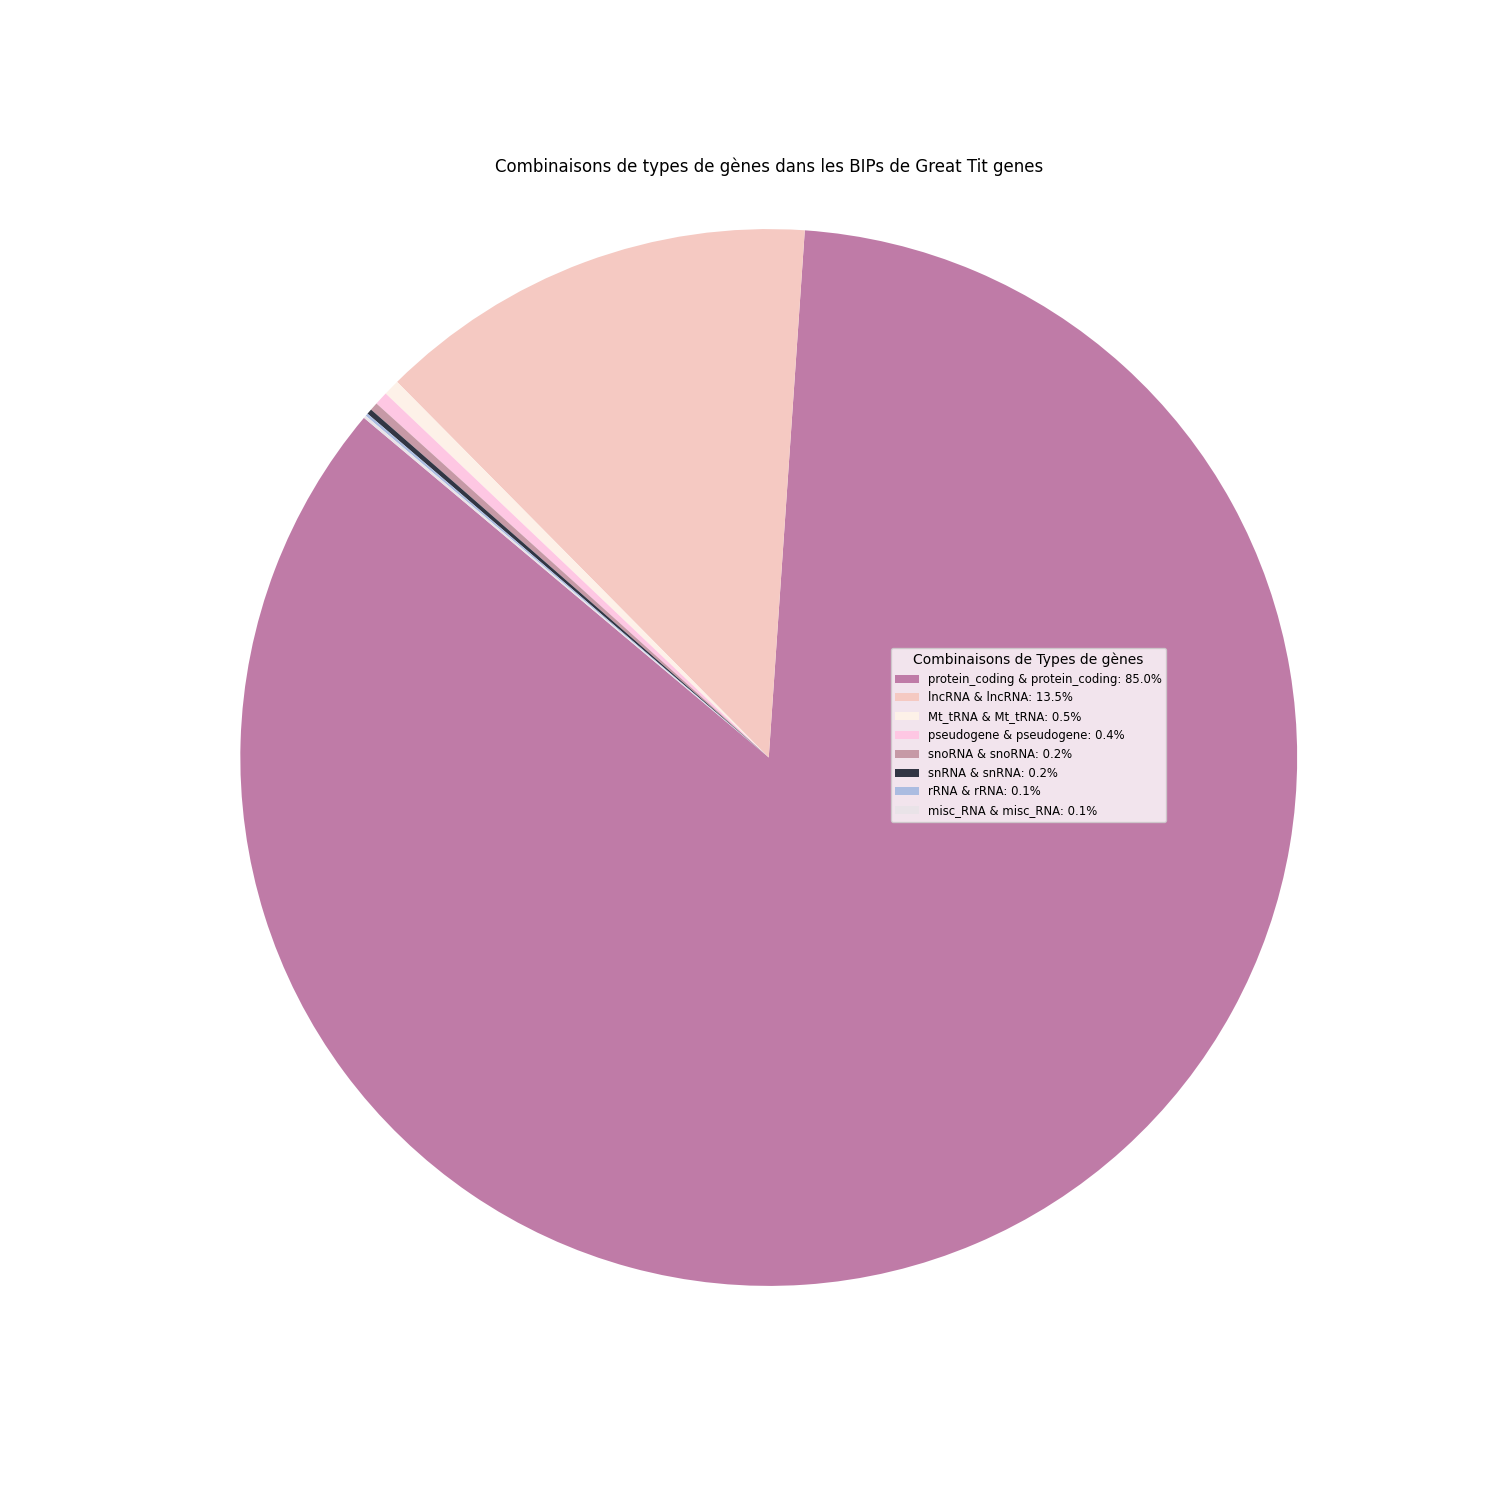 Combinaisons de types de gènes dans les BIPs de Great Tit genes
Combinaisons de Types de gènes
protein_coding & protein_coding: 85.0%
lncRNA & lncRNA: 13.5%
Mt_tRNA & Mt_tRNA: 0.5%
pseudogene & pseudogene: 0.4%
snoRNA & snoRNA: 0.2%
snRNA & snRNA: 0.2%
rRNA & rRNA: 0.1%
misc_RNA & misc_RNA: 0.1%